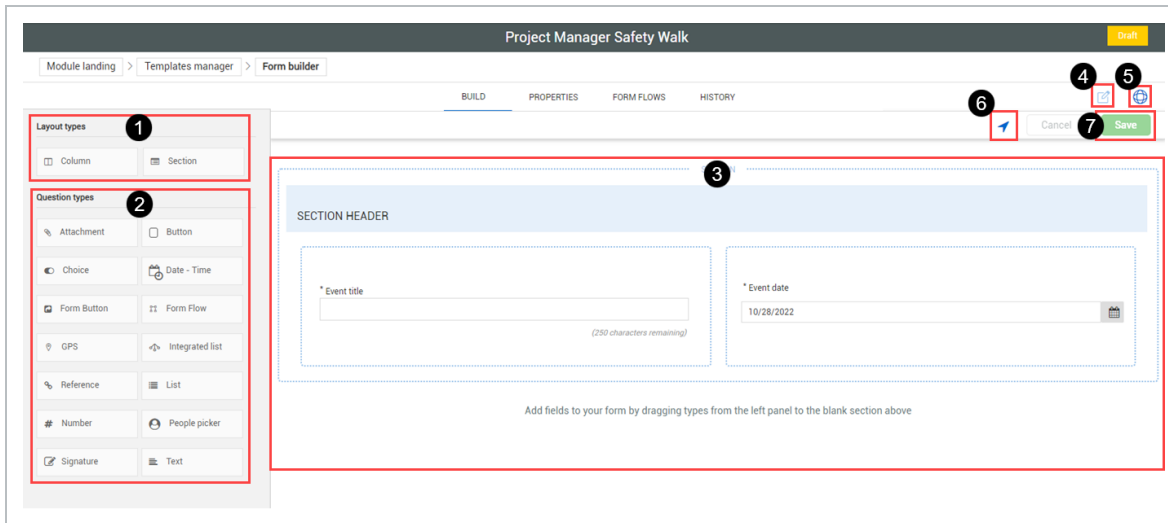 Project Manager Safety Walk
Draft
Module landing > Templates manager > Form builder
4 5
BUILD PROPERTIES FORM FLOWS HISTORY
6
Cancel 7 Save
Layout types 1
Column Section
3
Question types 2
SECTION HEADER
Attachment Button
Choice Date - Time
* Event title
* Event date
Form Button Form Flow
10/28/2022
(250 characters remaining)
GPS Integrated list
Reference List
Add fields to your form by dragging types from the left panel to the blank section above
# Number People picker
Signature Text